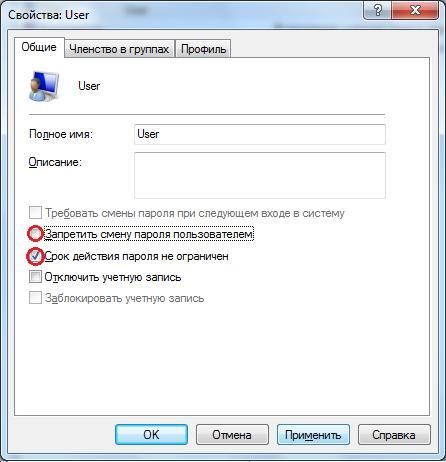 Свойства: User
Общие Членство в группах Профиль
User
Полное имя: User
Описание:
Требовать смены пароля при следующем входе в систему
Запретить смену пароля пользователем
Срок действия пароля не ограничен
Отключить учетную запись
Заблокировать учетную запись
OK Отмена Применить Справка